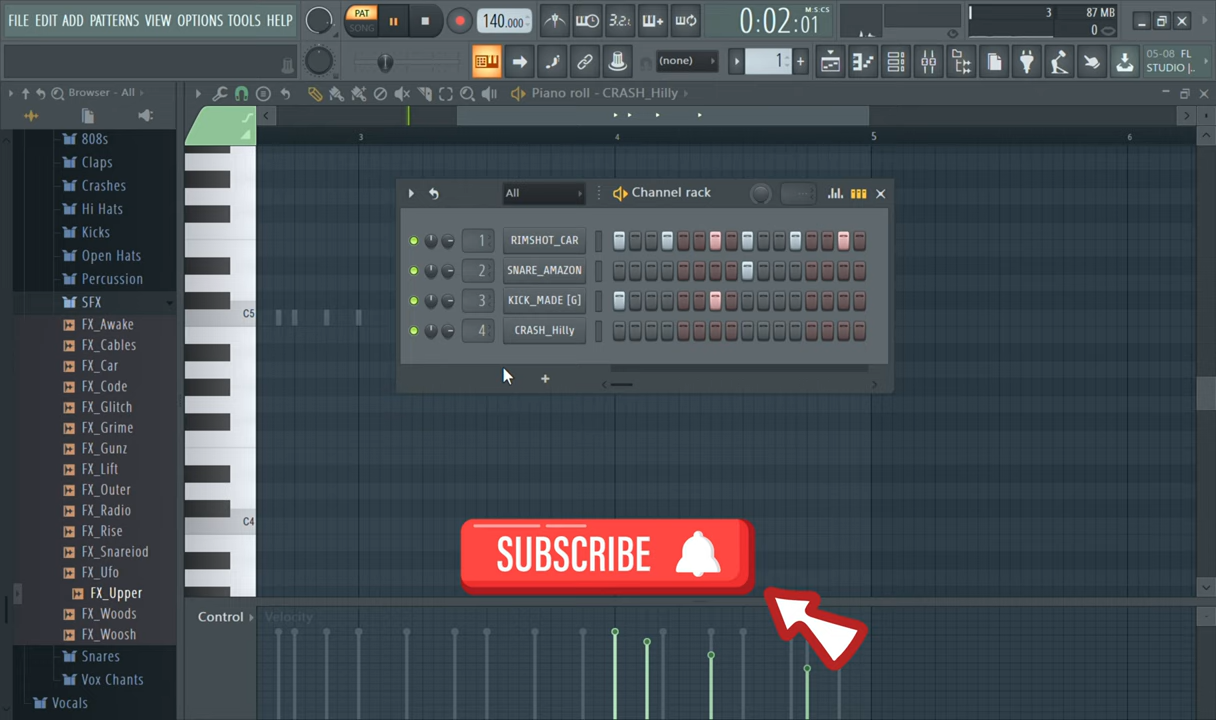 FILE EDIT ADD PATTERNS VIEW OPTIONS TOOLS HELP
PAT
SONG
140.000
3.2.
0:02:01
M:S:CS
3
87 MB
0
(none)
1
05-08 FL
STUDIO |..
Browser - All
Piano roll - CRASH_Hilly
808s
Claps
Crashes
Hi Hats
Kicks
Open Hats
Percussion
SFX
FX_Awake
FX_Cables
FX_Car
FX_Code
FX_Glitch
FX_Grime
FX_Gunz
FX_Lift
FX_Outer
FX_Radio
FX_Rise
FX_Snareiod
FX_Ufo
FX_Upper
FX_Woods
FX_Woosh
Snares
Vox Chants
Vocals
3
4
5
6
C5
C4
All
Channel rack
1 RIMSHOT_CAR
2 SNARE_AMAZON
3 KICK_MADE [G]
4 CRASH_Hilly
SUBSCRIBE
Control
Velocity